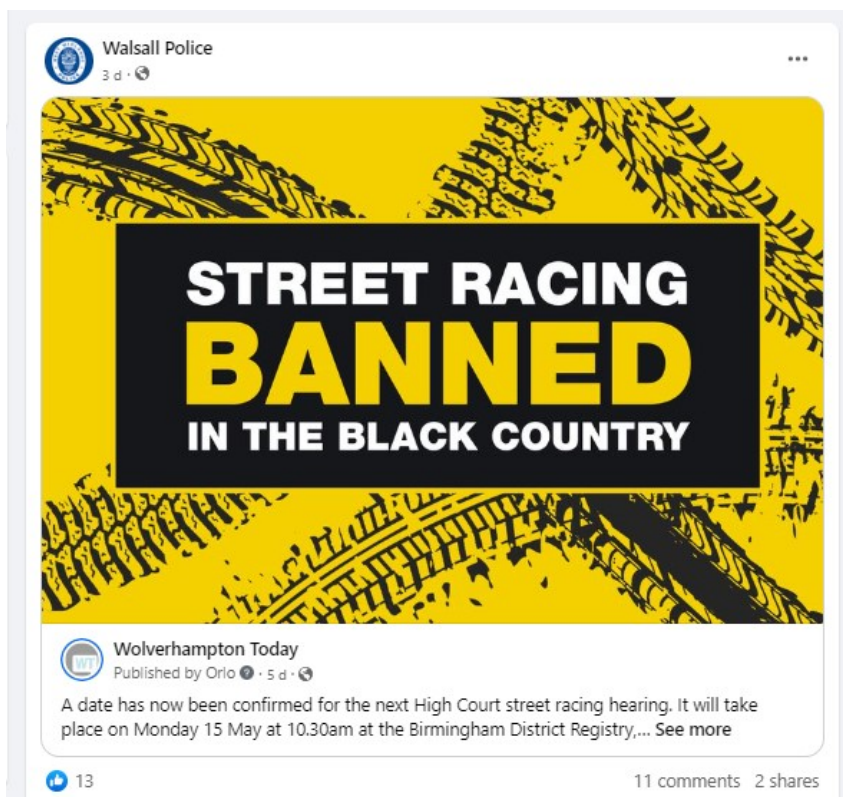 Walsall Police
3 d ·
STREET RACING
BANNED
IN THE BLACK COUNTRY
WT
Wolverhampton Today
Published by Orlo · 5 d ·
A date has now been confirmed for the next High Court street racing hearing. It will take
place on Monday 15 May at 10.30am at the Birmingham District Registry,... See more
13
11 comments 2 shares